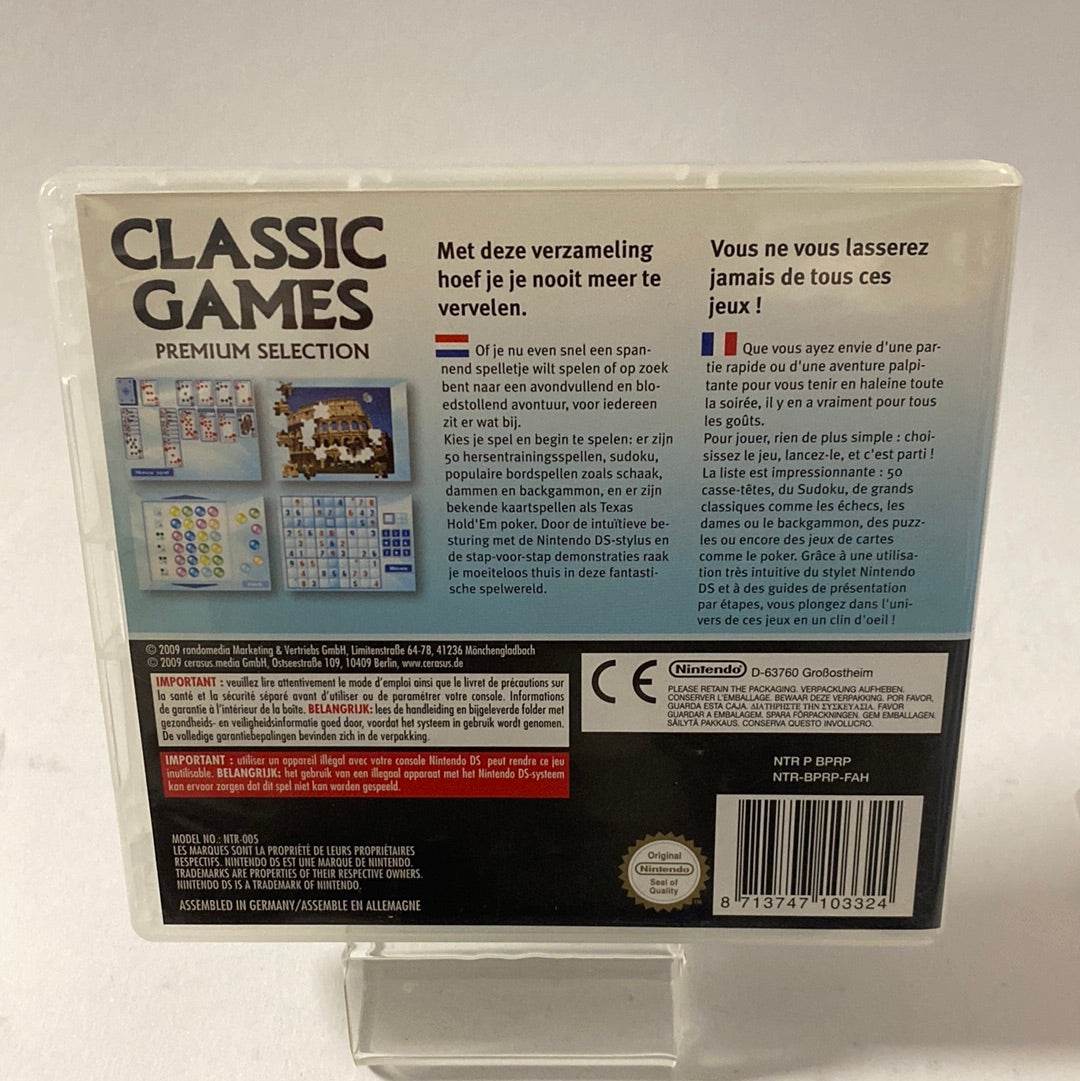 CLASSIC
GAMES
PREMIUM SELECTION
Met deze verzameling
hoef je je nooit meer te
vervelen.
Of je nu even snel een span-
nend spelletje wilt spelen of op zoek
bent naar een avondvullend en blo-
edstollend avontuur, voor iedereen
zit er wat bij.
Kies je spel en begin te spelen: er zijn
50 hersentrainingsspellen, sudoku,
populaire bordspellen zoals schaak,
dammen en backgammon, en er zijn
bekende kaartspellen als Texas
Hold'Em poker. Door de intuïtieve be-
sturing met de Nintendo DS-stylus en
de stap-voor-stap demonstraties raak
je moeiteloos thuis in deze fantasti-
sche spelwereld.
Vous ne vous lasserez
jamais de tous ces
jeux !
Que vous ayez envie d'une par-
tie rapide ou d'une aventure palpi-
tante pour vous tenir en haleine toute
la soirée, il y en a vraiment pour tous
les goûts.
Pour jouer, rien de plus simple : choi-
sissez le jeu, lancez-le, et c'est parti !
La liste est impressionnante : 50
casse-têtes, du Sudoku, de grands
classiques comme les échecs, les
dames ou le backgammon, des puzz-
les ou encore des jeux de cartes
comme le poker. Grâce à une utilisa-
tion très intuitive du stylet Nintendo
DS et à des guides de présentation
par étapes, vous plongez dans l'uni-
vers de ces jeux en un clin d'oeil !
© 2009 rondomedia Marketing & Vertriebs GmbH, Limitenstraße 64-78, 41236 Mönchengladbach
© 2009 cerasus.media GmbH, Ostseestraße 109, 10409 Berlin, www.cerasus.de
IMPORTANT : veuillez lire attentivement le mode d'emploi ainsi que le livret de précautions sur
la santé et la sécurité séparé avant d'utiliser ou de paramétrer votre console. Informations
de garantie à l'intérieur de la boîte. BELANGRIJK: lees de handleiding en bijgeleverde folder met
gezondheids- en veiligheidsinformatie goed door, voordat het systeem in gebruik wordt genomen.
De volledige garantiebepalingen bevinden zich in de verpakking.
IMPORTANT : utiliser un appareil illégal avec votre console Nintendo DS peut rendre ce jeu
inutilisable. BELANGRIJK: het gebruik van een illegaal apparaat met het Nintendo DS-systeem
kan ervoor zorgen dat dit spel niet kan worden gespeeld.
MODEL NO.: NTR-005
LES MARQUES SONT LA PROPRIÉTÉ DE LEURS PROPRIÉTAIRES
RESPECTIFS. NINTENDO DS EST UNE MARQUE DE NINTENDO.
TRADEMARKS ARE PROPERTIES OF THEIR RESPECTIVE OWNERS.
NINTENDO DS IS A TRADEMARK OF NINTENDO.
ASSEMBLED IN GERMANY/ASSEMBLE EN ALLEMAGNE
CE
Nintendo D-63760 Großostheim
PLEASE RETAIN THE PACKAGING. VERPACKUNG AUFHEBEN.
CONSERVER L'EMBALLAGE. BEWAAR DEZE VERPAKKING. POR FAVOR,
GUARDA ESTA CAJA. ΔΙΑΤΗΡΗΣΤΕ ΤΗΝ ΣΥΣΚΕΥΑΣΙΑ. FAVOR
GUARDAR A EMBALAGEM. SPARA FÖRPACKNINGEN. GEM EMBALLAGEN.
SÄILYTÄ PAKKAUS. CONSERVA QUESTO INVOLUCRO.
NTR P BPRP
NTR-BPRP-FAH
Original
Nintendo
Seal of
Quality
TM
8 713747 103324